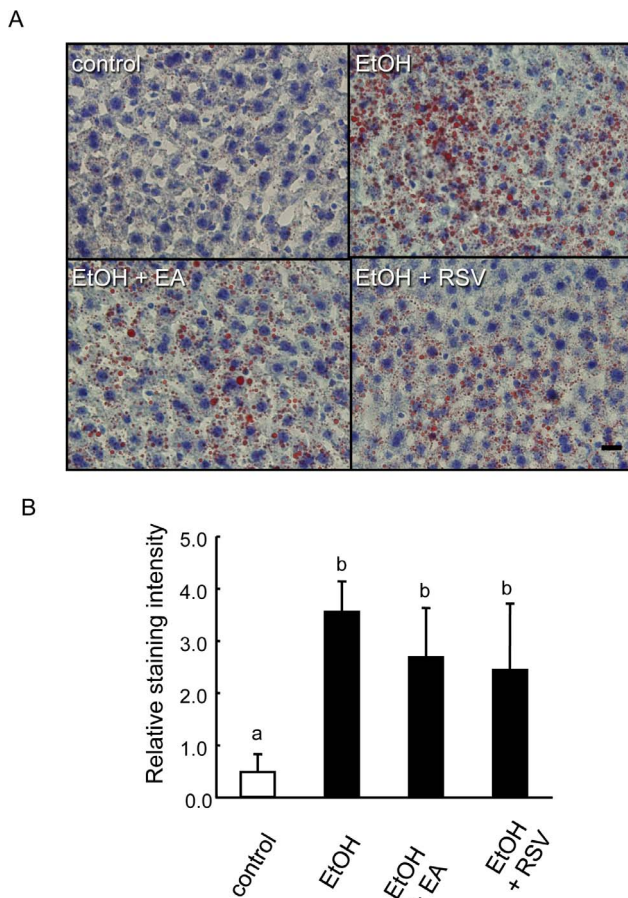 A
control
EtOH
EtOH + EA
EtOH + RSV
B
Relative staining intensity
5.0
4.0
3.0
2.0
1.0
0.0
a
b
b
b
control
EtOH
EtOH
EA
EtOH
+ RSV